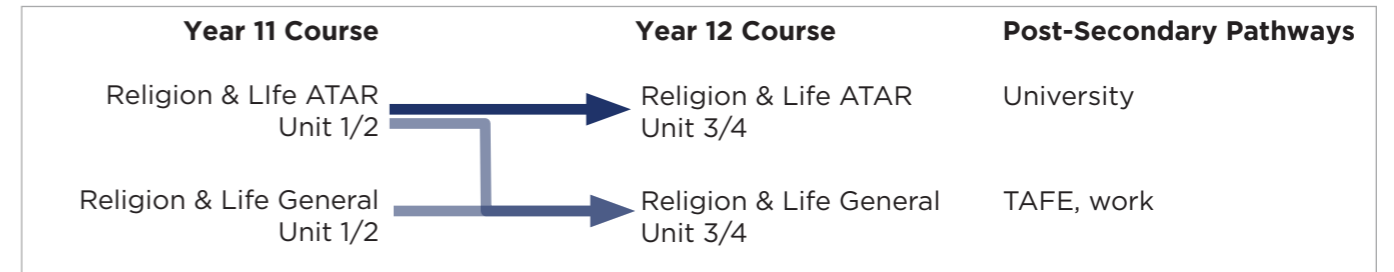 Year 11 Course Year 12 Course Post-Secondary Pathways
Religion & LIfe ATAR Religion & Life ATAR University
Unit 1/2 Unit 3/4
Religion & Life General Religion & Life General TAFE, work
Unit 1/2 Unit 3/4